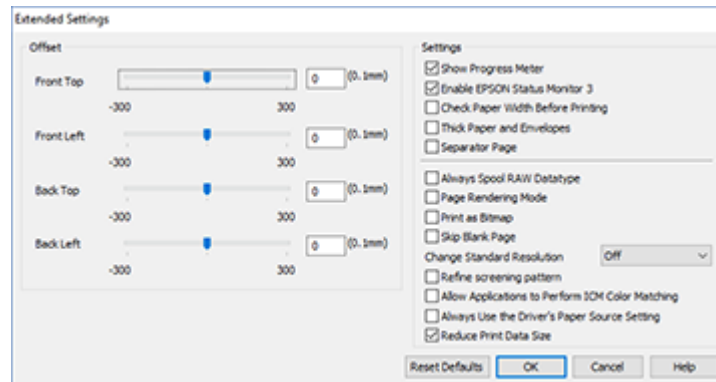 Extended Settings
Offset
Front Top
0
(0.1mm)
-300
300
Front Left
0
(0.1mm)
-300
300
Back Top
0
(0.1mm)
-300
300
Back Left
0
(0.1mm)
-300
300
Settings
Show Progress Meter
Enable EPSON Status Monitor 3
Check Paper Width Before Printing
Thick Paper and Envelopes
Separator Page
Always Spool RAW Datatype
Page Rendering Mode
Print as Bitmap
Skip Blank Page
Change Standard Resolution
Off
Refine screening pattern
Allow Applications to Perform ICM Color Matching
Always Use the Driver's Paper Source Setting
Reduce Print Data Size
Reset Defaults
OK
Cancel
Help